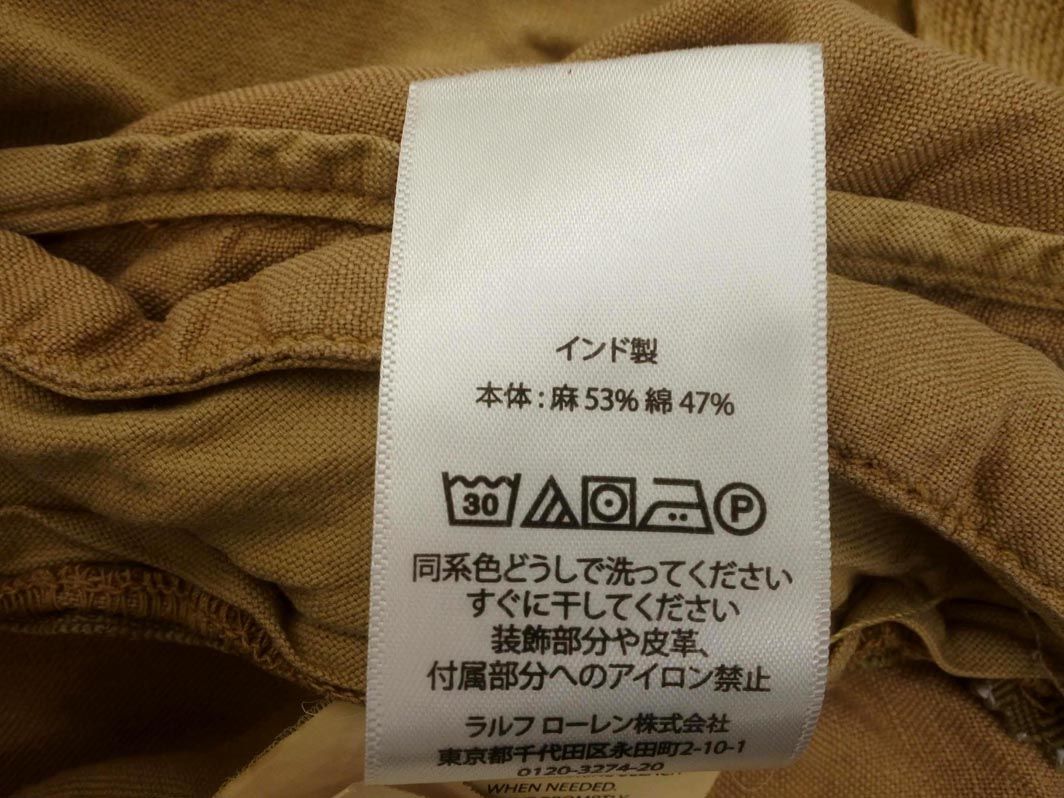 インド製
本体 : 麻 53% 綿 47%
30 P
同系色どうしで洗ってください
すぐに干してください
装飾部分や皮革、
付属部分へのアイロン禁止
ラルフ ローレン株式会社
東京都千代田区永田町2-10-1
0120-3274-20
WHEN NEEDED.